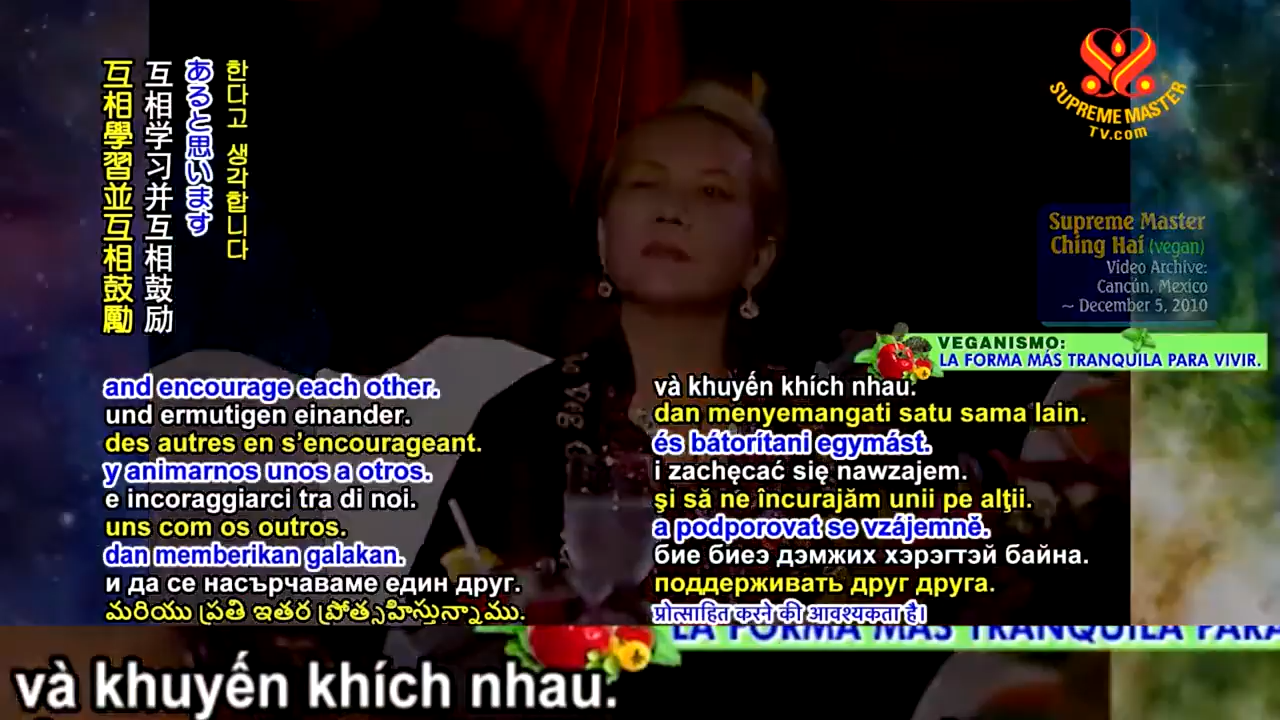 한다고 생각합니다
あると思います
互相学习并互相鼓励
互相學習並互相鼓勵
SUPREME MASTER
TV.com
Supreme Master
Ching Hai (vegan)
Video Archive:
Cancún, Mexico
~ December 5, 2010
VEGANISMO:
LA FORMA MÁS TRANQUILA PARA VIVIR.
and encourage each other.
und ermutigen einander.
des autres en s’encourageant.
y animarnos unos a otros.
e incoraggiarci tra di noi.
uns com os outros.
dan memberikan galakan.
и да се насърчаваме един друг.
మరియు ప్రతి ఇతర ప్రోత్సహిస్తున్నాము.
và khuyến khích nhau.
dan menyemangati satu sama lain.
és bátorítani egymást.
i zachęcać się nawzajem.
şi să ne încurajăm unii pe alţii.
a podporovat se vzájemně.
бие биеэ дэмжих хэрэгтэй байна.
поддерживать друг друга.
प्रोत्साहित करने की आवश्यकता है।
LA FORMA MÁS TRANQUILA PARA
và khuyến khích nhau.